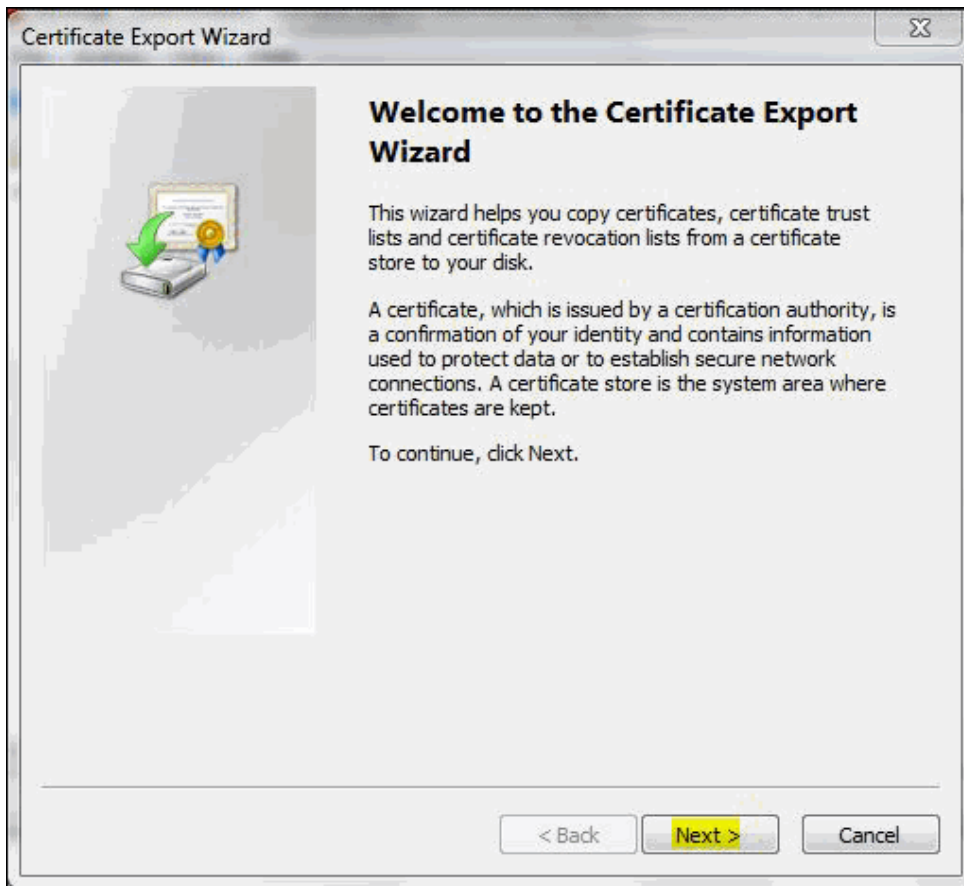 Certificate Export Wizard
Welcome to the Certificate Export
Wizard
This wizard helps you copy certificates, certificate trust
lists and certificate revocation lists from a certificate
store to your disk.
A certificate, which is issued by a certification authority, is
a confirmation of your identity and contains information
used to protect data or to establish secure network
connections. A certificate store is the system area where
certificates are kept.
To continue, click Next.
< Back
Next >
Cancel